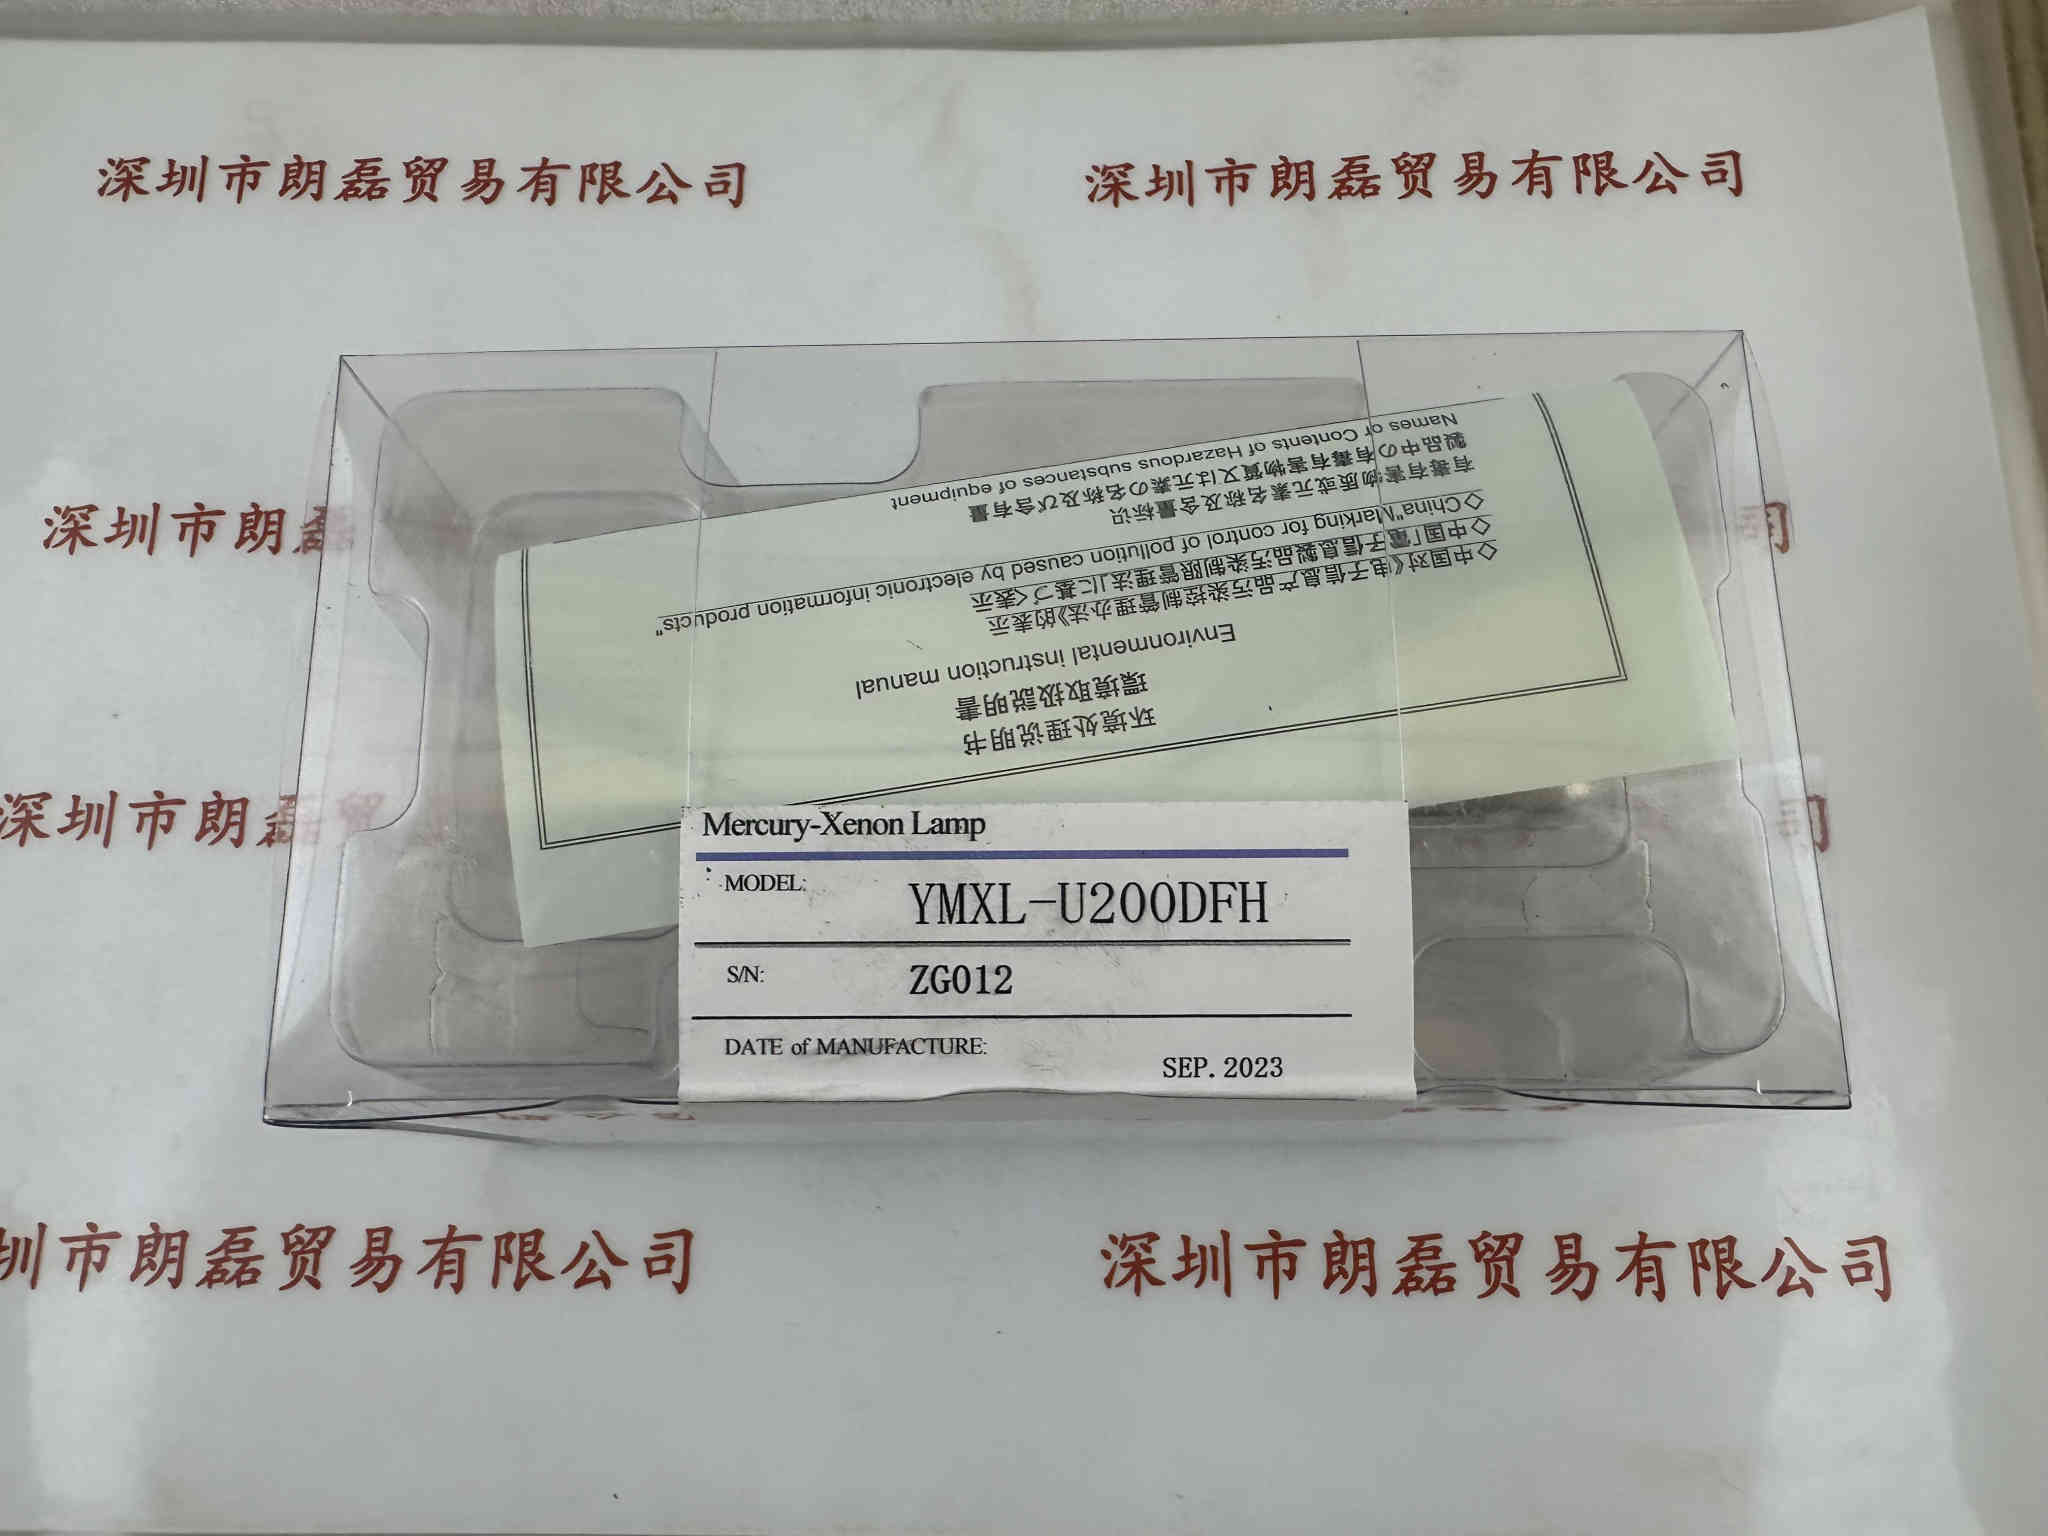 深圳市朗磊贸易有限公司
深圳市朗磊贸易有限公司
深圳市朗磊
司
环境处理说明书
環境取扱説明書
Environmental instruction manual
◇中国对《电子信息产品污染控制管理办法》的表示
◇中国「電子信息製品汚染制限管理法」に基づく表示
◇China"Marking for control of pollution caused by electronic information products"
有毒有害物质或元素名称及含量标识
製品中の有毒有害物質又は元素の名称及び含有量
Names of Contents of Hazardous substances of equipment
深圳市朗磊贸
司
Mercury-Xenon Lamp
MODEL: YMXL-U200DFH
S/N: ZG012
DATE of MANUFACTURE: SEP. 2023
圳市朗磊贸易有限公司
深圳市朗磊贸易有限公司